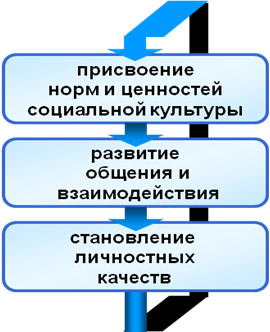 присвоение
норм и ценностей
социальной культуры
развитие
общения и
взаимодействия
становление
личностных
качеств